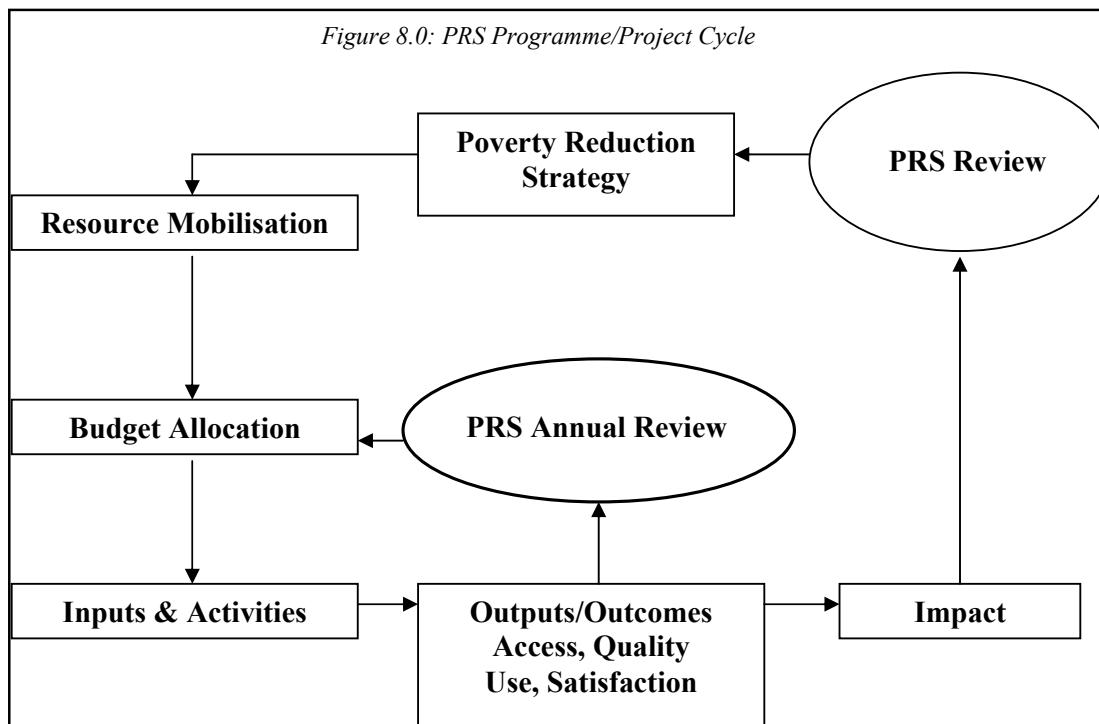 Figure 8.0: PRS Programme/Project Cycle
Poverty Reduction
Strategy
PRS Review
Resource Mobilisation
Budget Allocation
PRS Annual Review
Inputs & Activities
Outputs/Outcomes
Access, Quality
Use, Satisfaction
Impact